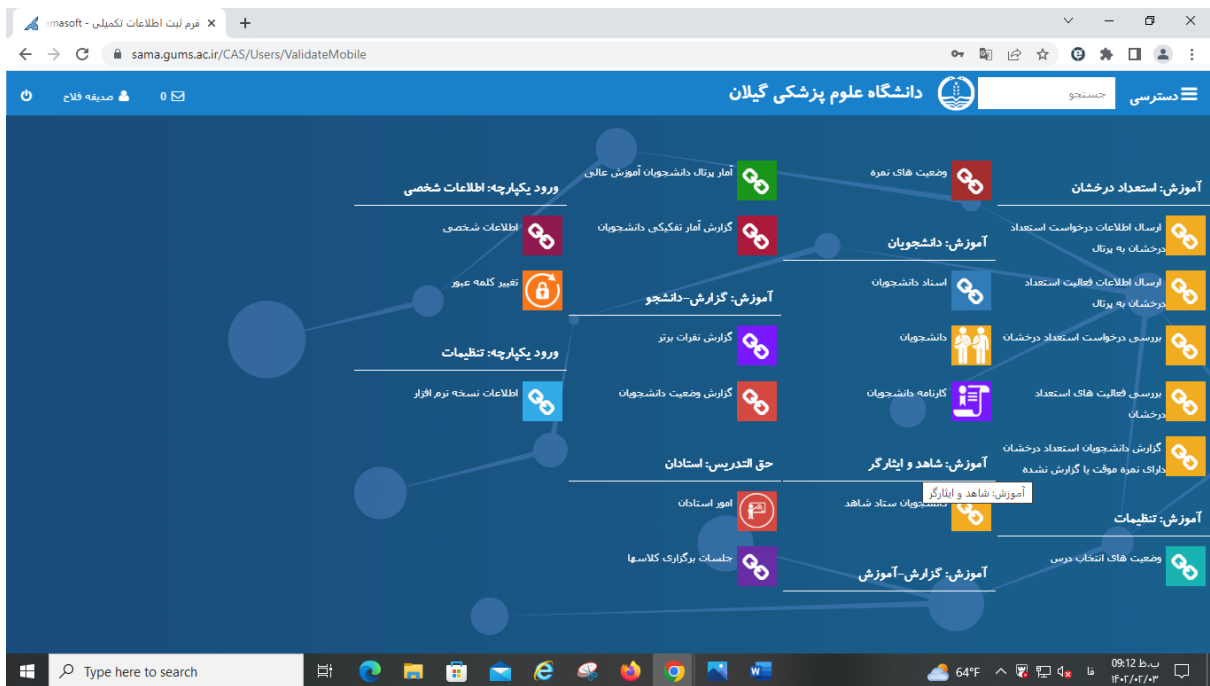 فرم ثبت اطلاعات تکمیلی - masoft
sama.gums.ac.ir/CAS/Users/ValidateMobile
دسترسی
جستجو
دانشگاه علوم پزشکی گیلان
0
صدیقه فلاح
آموزش: استعداد درخشان
ارسال اطلاعات درخواست استعداد
درخشان به پرتال
ارسال اطلاعات فعالیت استعداد
درخشان به پرتال
بررسی درخواست استعداد درخشان
بررسی فعالیت های استعداد
درخشان
گزارش دانشجویان استعداد درخشان
دارای نمره موقت یا گزارش نشده
آموزش: تنظیمات
وضعیت های انتخاب درس
وضعیت های نمره
آموزش: دانشجویان
اسناد دانشجویان
دانشجویان
کارنامه دانشجویان
آموزش: شاهد و ایثارگر
آموزش: شاهد و ایثارگر
دانشجویان ستاد شاهد
آموزش: گزارش-آموزش
آمار پرتال دانشجویان آموزش عالی
گزارش آمار تفکیکی دانشجویان
آموزش: گزارش-دانشجو
گزارش نفرات برتر
گزارش وضعیت دانشجویان
حق التدریس: استادان
امور استادان
جلسات برگزاری کلاسها
ورود یکپارچه: اطلاعات شخصی
اطلاعات شخصی
تغییر کلمه عبور
ورود یکپارچه: تنظیمات
اطلاعات نسخه نرم افزار
Type here to search
64°F
فا
09:12 ب.ظ
۱۴۰۲/۰۲/۰۳